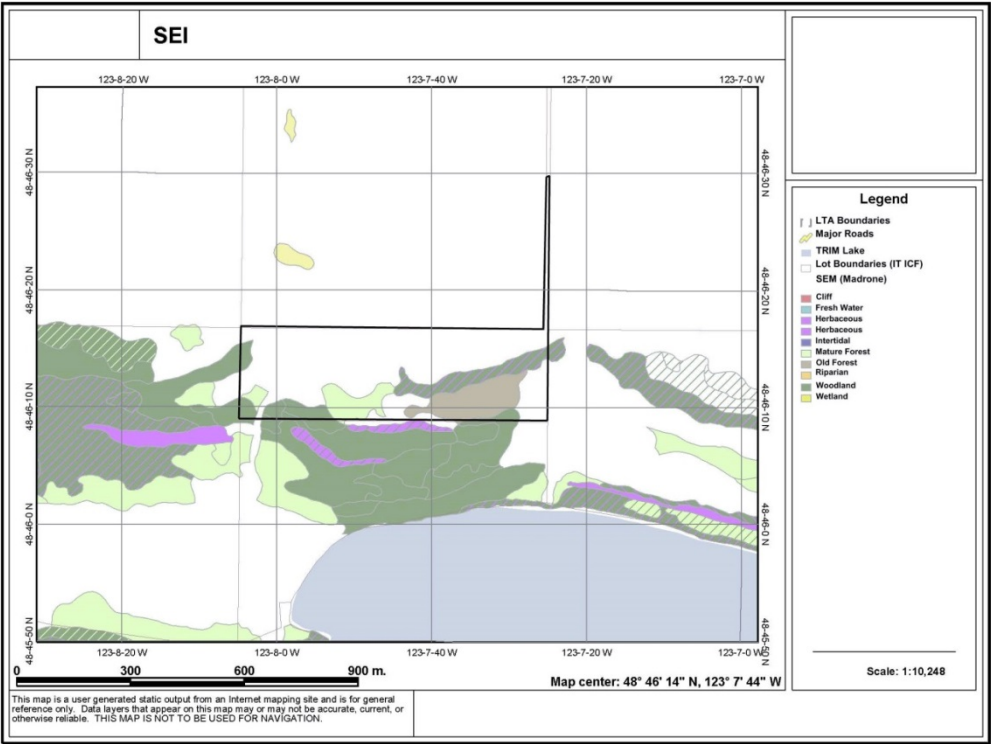 SEI
123-8-20 W
123-8-0 W
123-7-40 W
123-7-20 W
123-7-0 W
48-46-30 N
48-46-20 N
48-46-10 N
48-46-0 N
48-45-50 N
48-46-30 N
48-46-20 N
48-46-10 N
48-46-0 N
48-45-50 N
123-8-20 W
123-8-0 W
123-7-40 W
123-7-20 W
123-7-0 W
0 300 600 900 m.
Map center: 48° 46' 14" N, 123° 7' 44" W
This map is a user generated static output from an Internet mapping site and is for general
reference only. Data layers that appear on this map may or may not be accurate, current, or
otherwise reliable. THIS MAP IS NOT TO BE USED FOR NAVIGATION.
Legend
LTA Boundaries
Major Roads
TRIM Lake
Lot Boundaries (IT ICF)
SEM (Madrone)
Cliff
Fresh Water
Herbaceous
Herbaceous
Intertidal
Mature Forest
Old Forest
Riparian
Woodland
Wetland
Scale: 1:10,248